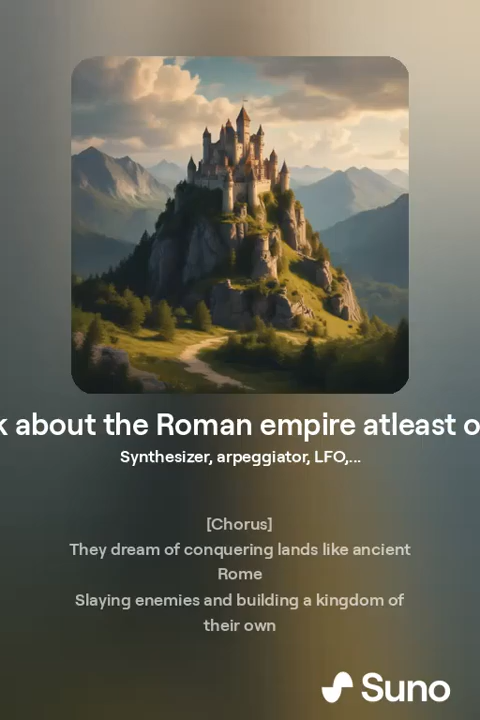 k about the Roman empire atleast o
Synthesizer, arpeggiator, LFO,...
[Chorus]
They dream of conquering lands like ancient
Rome
Slaying enemies and building a kingdom of
their own
Suno